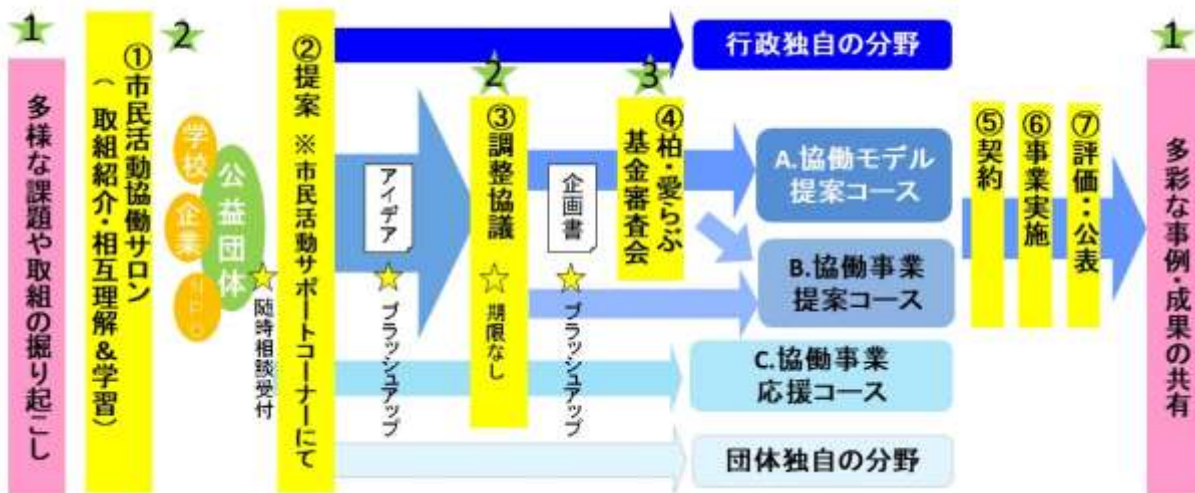 1
多様な課題や取組の掘り起こし
①市民活動協働サロン
(取組紹介・相互理解&学習)
2
学校
企業
NPO
公益団体
随時相談受付
②提案 ※市民活動サポートコーナーにて
アイデア
ブラッシュアップ
2
③調整協議
期限なし
企画書
ブラッシュアップ
3
④柏・愛らぶ
基金審査会
行政独自の分野
A.協働モデル
提案コース
B.協働事業
提案コース
C.協働事業
応援コース
団体独自の分野
⑤契約
⑥事業実施
⑦評価・公表
1
多彩な事例・成果の共有